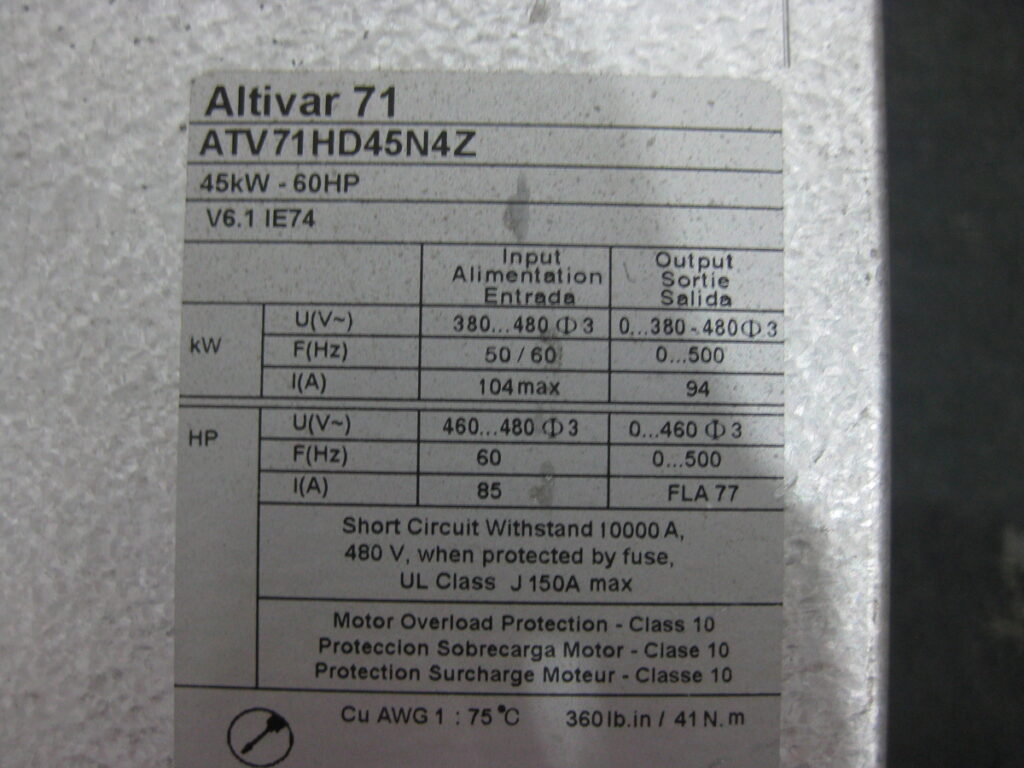 Altivar 71
ATV71HD45N4Z
45kW - 60HP
V6.1 IE74
Input Output
Alimentation Sortie
Entrada Salida
kW U(V~) 380...480 Φ 3 0...380 - 480 Φ 3
F(Hz) 50 / 60 0...500
I(A) 104 max 94
HP U(V~) 460...480 Φ 3 0...460 Φ 3
F(Hz) 60 0...500
I(A) 85 FLA 77
Short Circuit Withstand 10000 A,
480 V, when protected by fuse,
UL Class J 150A max
Motor Overload Protection - Class 10
Proteccion Sobrecarga Motor - Clase 10
Protection Surcharge Moteur - Classe 10
Cu AWG 1 : 75°C 360 lb.in / 41 N. m